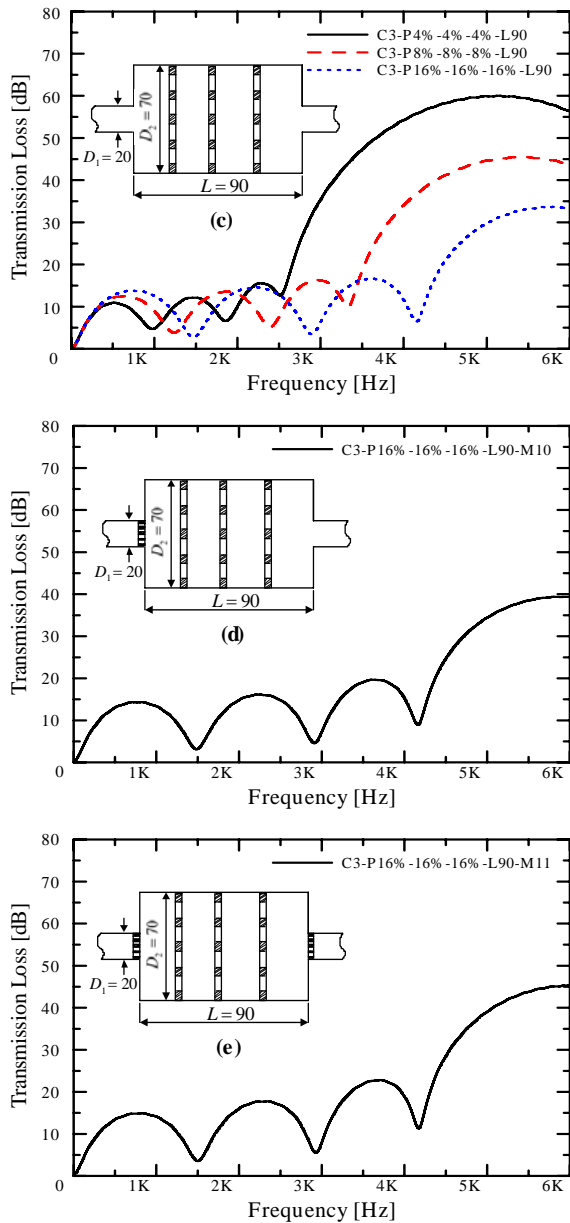 80
70
60
50
40
30
20
10
0
Transmission Loss [dB]
C3-P4% -4% -4% -L90
C3-P8% -8% -8% -L90
C3-P16% -16% -16% -L90
D₁ = 20
D₂ = 70
L = 90
(c)
1K 2K 3K 4K 5K 6K
Frequency [Hz]
80
70
60
50
40
30
20
10
0
Transmission Loss [dB]
C3-P16% -16% -16% -L90-M10
D₁ = 20
D₂ = 70
L = 90
(d)
1K 2K 3K 4K 5K 6K
Frequency [Hz]
80
70
60
50
40
30
20
10
0
Transmission Loss [dB]
C3-P16% -16% -16% -L90-M11
D₁ = 20
D₂ = 70
L = 90
(e)
1K 2K 3K 4K 5K 6K
Frequency [Hz]